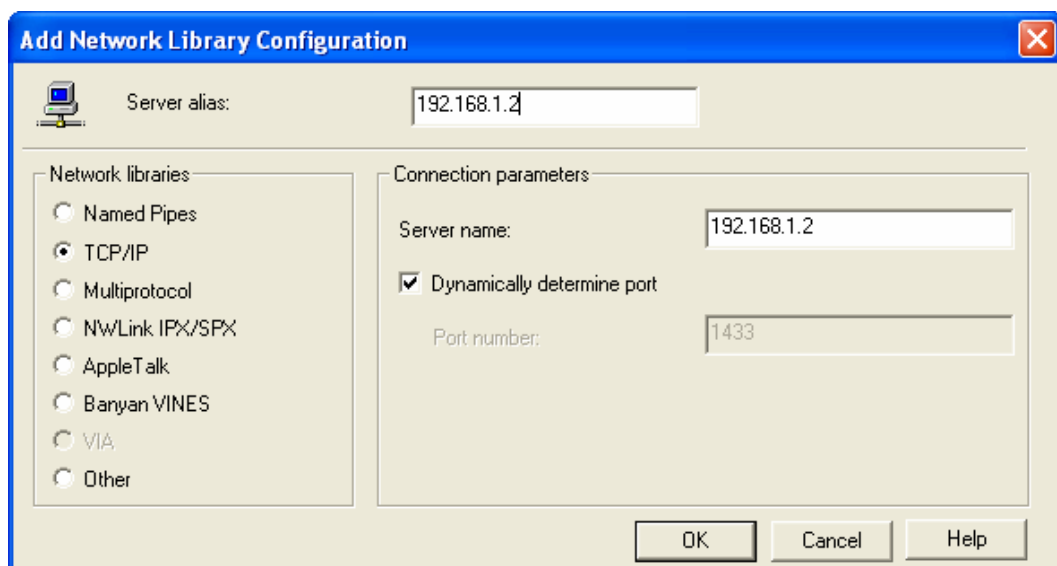 Add Network Library Configuration
Server alias: 192.168.1.2
Network libraries
Named Pipes
TCP/IP
Multiprotocol
NWLink IPX/SPX
AppleTalk
Banyan VINES
VIA
Other
Connection parameters
Server name: 192.168.1.2
Dynamically determine port
Port number: 1433
OK Cancel Help